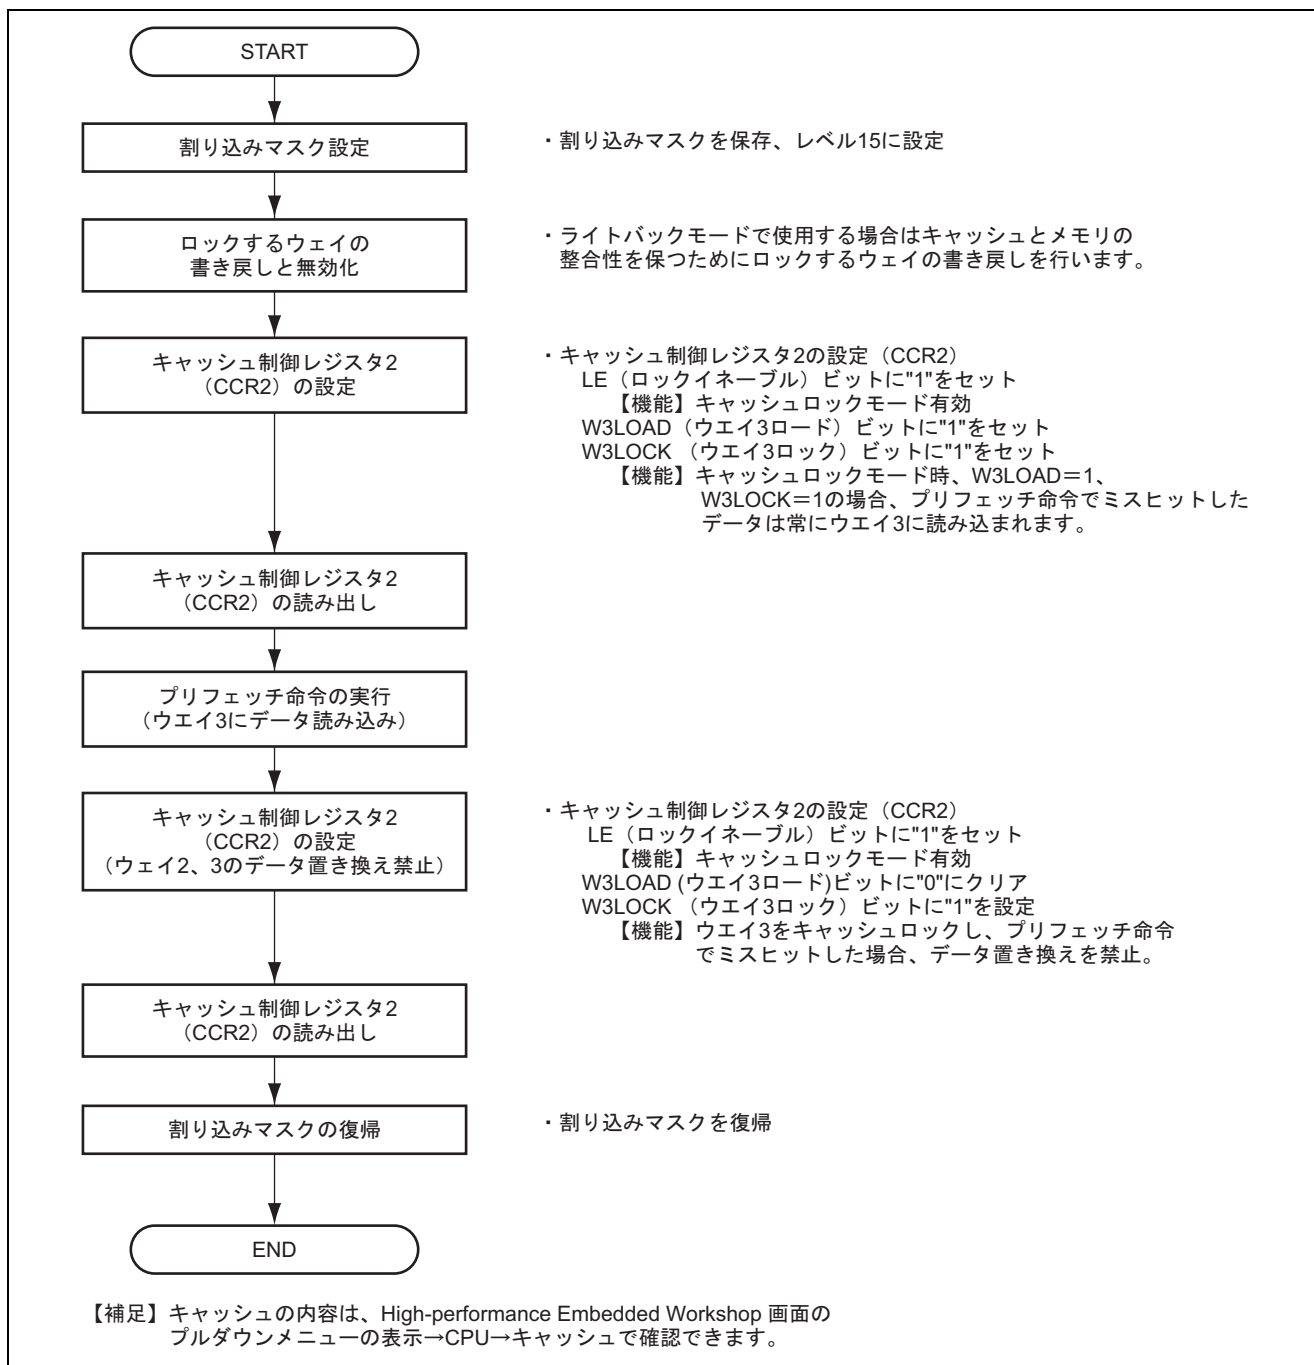 START
割り込みマスク設定
・割り込みマスクを保存、レベル15に設定
ロックするウェイの
書き戻しと無効化
・ライトバックモードで使用する場合はキャッシュとメモリの
整合性を保つためにロックするウェイの書き戻しを行います。
キャッシュ制御レジスタ2
（CCR2）の設定
・キャッシュ制御レジスタ2の設定（CCR2）
LE（ロックイネーブル）ビットに"1"をセット
【機能】キャッシュロックモード有効
W3LOAD（ウエイ3ロード）ビットに"1"をセット
W3LOCK （ウエイ3ロック）ビットに"1"をセット
【機能】キャッシュロックモード時、W3LOAD＝1、
W3LOCK＝1の場合、プリフェッチ命令でミスヒットした
データは常にウエイ3に読み込まれます。
キャッシュ制御レジスタ2
（CCR2）の読み出し
プリフェッチ命令の実行
（ウエイ3にデータ読み込み）
キャッシュ制御レジスタ2
（CCR2）の設定
（ウェイ2、3のデータ置き換え禁止）
・キャッシュ制御レジスタ2の設定（CCR2）
LE（ロックイネーブル）ビットに"1"をセット
【機能】キャッシュロックモード有効
W3LOAD (ウエイ3ロード)ビットに"0"にクリア
W3LOCK （ウエイ3ロック）ビットに"1"を設定
【機能】ウエイ3をキャッシュロックし、プリフェッチ命令
でミスヒットした場合、データ置き換えを禁止。
キャッシュ制御レジスタ2
（CCR2）の読み出し
割り込みマスクの復帰
・割り込みマスクを復帰
END
【補足】キャッシュの内容は、High-performance Embedded Workshop 画面の
プルダウンメニューの表示→CPU→キャッシュで確認できます。